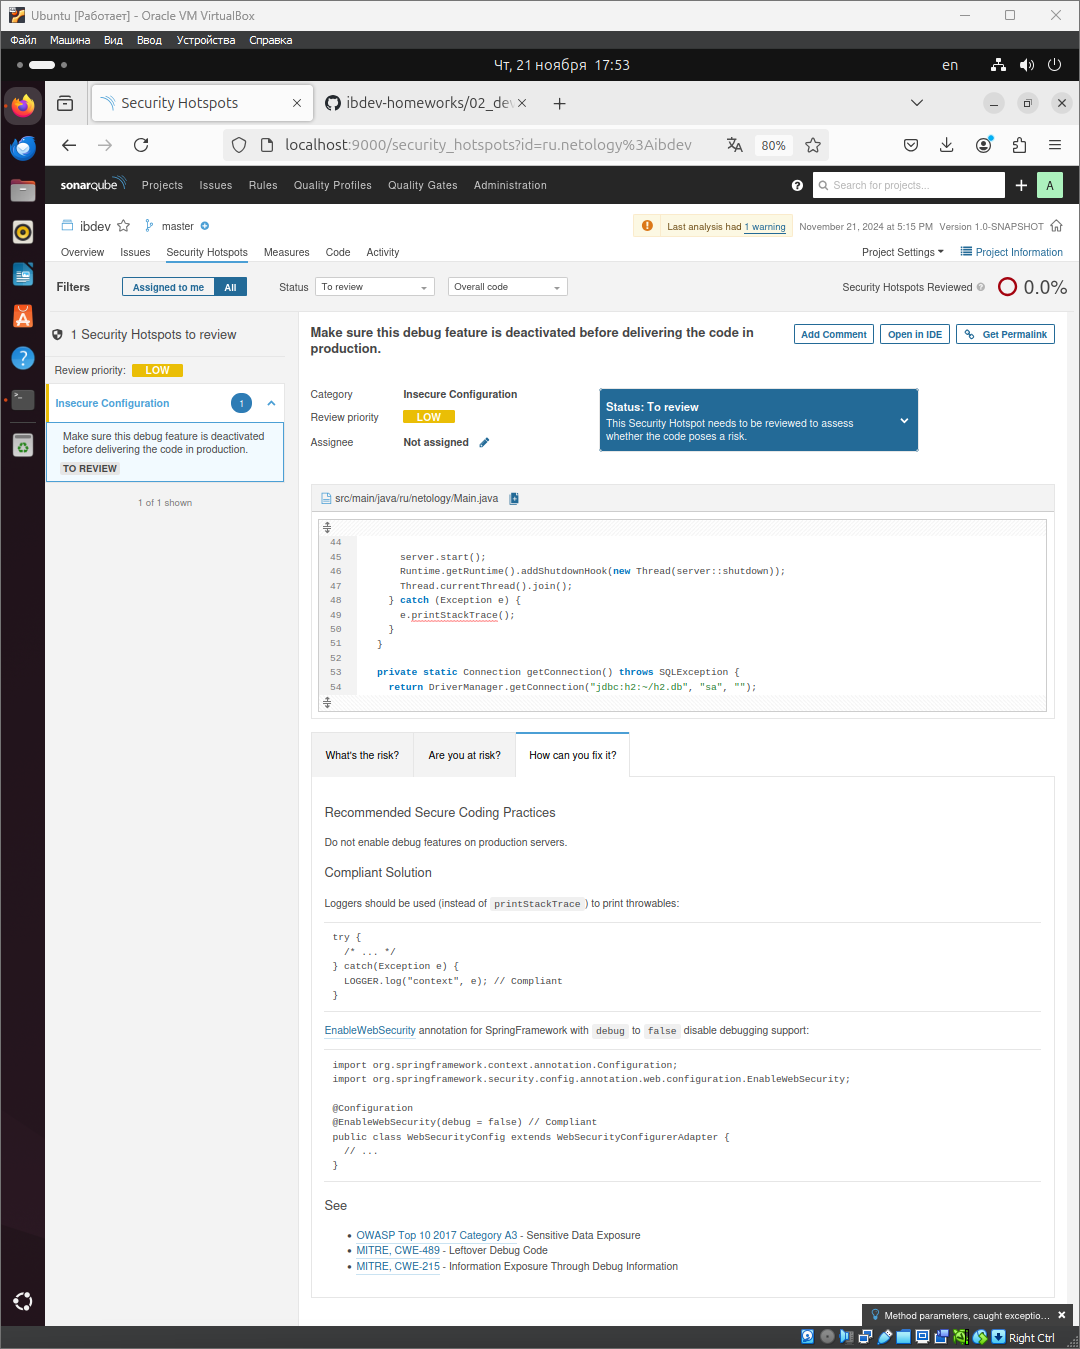 Ubuntu [Работает] - Oracle VM VirtualBox
Файл Машина Вид Ввод Устройства Справка
Чт, 21 ноября 17:53
en
Security Hotspots
ibdev-homeworks/02_de
localhost:9000/security_hotspots?id=ru.netology%3Aibdev
80%
sonarqube Projects Issues Rules Quality Profiles Quality Gates Administration
Search for projects...
A
ibdev master
Last analysis had 1 warning
November 21, 2024 at 5:15 PM Version 1.0-SNAPSHOT
Overview Issues Security Hotspots Measures Code Activity
Project Settings Project Information
Filters
Assigned to me All
Status To review
Overall code
Security Hotspots Reviewed 0.0%
1 Security Hotspots to review
Review priority: LOW
Insecure Configuration 1
Make sure this debug feature is deactivated
before delivering the code in production.
TO REVIEW
1 of 1 shown
Make sure this debug feature is deactivated before delivering the code in
production.
Add Comment Open in IDE Get Permalink
Category Insecure Configuration
Review priority LOW
Assignee Not assigned
Status: To review
This Security Hotspot needs to be reviewed to assess
whether the code poses a risk.
src/main/java/ru/netology/Main.java
44
45 server.start();
46 Runtime.getRuntime().addShutdownHook(new Thread(server::shutdown));
47 Thread.currentThread().join();
48 } catch (Exception e) {
49 e.printStackTrace();
50 }
51 }
52
53 private static Connection getConnection() throws SQLException {
54 return DriverManager.getConnection("jdbc:h2:~/h2.db", "sa", "");
What's the risk? Are you at risk? How can you fix it?
Recommended Secure Coding Practices
Do not enable debug features on production servers.
Compliant Solution
Loggers should be used (instead of printStackTrace ) to print throwables:
try {
/* ... */
} catch(Exception e) {
LOGGER.log("context", e); // Compliant
}
EnableWebSecurity annotation for SpringFramework with debug to false disable debugging support:
import org.springframework.context.annotation.Configuration;
import org.springframework.security.config.annotation.web.configuration.EnableWebSecurity;
@Configuration
@EnableWebSecurity(debug = false) // Compliant
public class WebSecurityConfig extends WebSecurityConfigurerAdapter {
// ...
}
See
• OWASP Top 10 2017 Category A3 - Sensitive Data Exposure
• MITRE, CWE-489 - Leftover Debug Code
• MITRE, CWE-215 - Information Exposure Through Debug Information
Method parameters, caught exceptio...
Right Ctrl